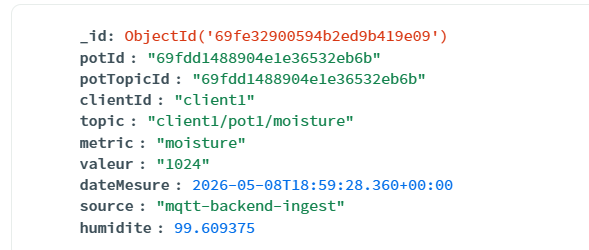 _id: ObjectId('69fe32900594b2ed9b419e09')
potId : "69fdd1488904e1e36532eb6b"
potTopicId : "69fdd1488904e1e36532eb6b"
clientId : "client1"
topic : "client1/pot1/moisture"
metric : "moisture"
valeur : "1024"
dateMesure : 2026-05-08T18:59:28.360+00:00
source : "mqtt-backend-ingest"
humidite : 99.609375